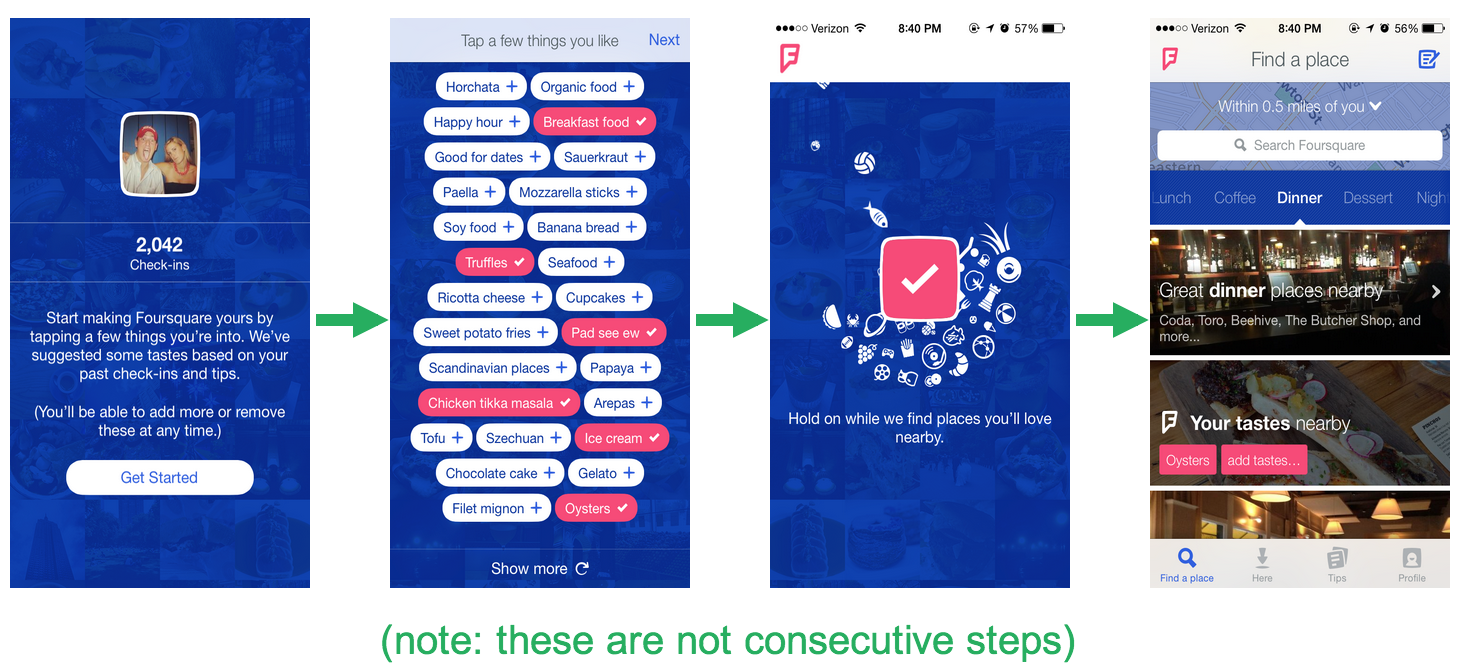 2,042
Check-ins
Start making Foursquare yours by
tapping a few things you're into. We've
suggested some tastes based on your
past check-ins and tips.
(You'll be able to add more or remove
these at any time.)
Get Started
Tap a few things you like Next
Horchata + Organic food +
Happy hour + Breakfast food ✓
Good for dates + Sauerkraut +
Paella + Mozzarella sticks +
Soy food + Banana bread +
Truffles ✓ Seafood +
Ricotta cheese + Cupcakes +
Sweet potato fries + Pad see ew ✓
Scandinavian places + Papaya +
Chicken tikka masala ✓ Arepas +
Tofu + Szechuan + Ice cream ✓
Chocolate cake + Gelato +
Filet mignon + Oysters ✓
Show more
Verizon 8:40 PM 57%
Hold on while we find places you'll love
nearby.
Verizon 8:40 PM 56%
Find a place
Within 0.5 miles of you
Search Foursquare
eastern
Lunch Coffee Dinner Dessert Nigh
Great dinner places nearby
Coda, Toro, Beehive, The Butcher Shop, and
more...
Your tastes nearby
Oysters add tastes...
Find a place Here Tips Profile
(note: these are not consecutive steps)